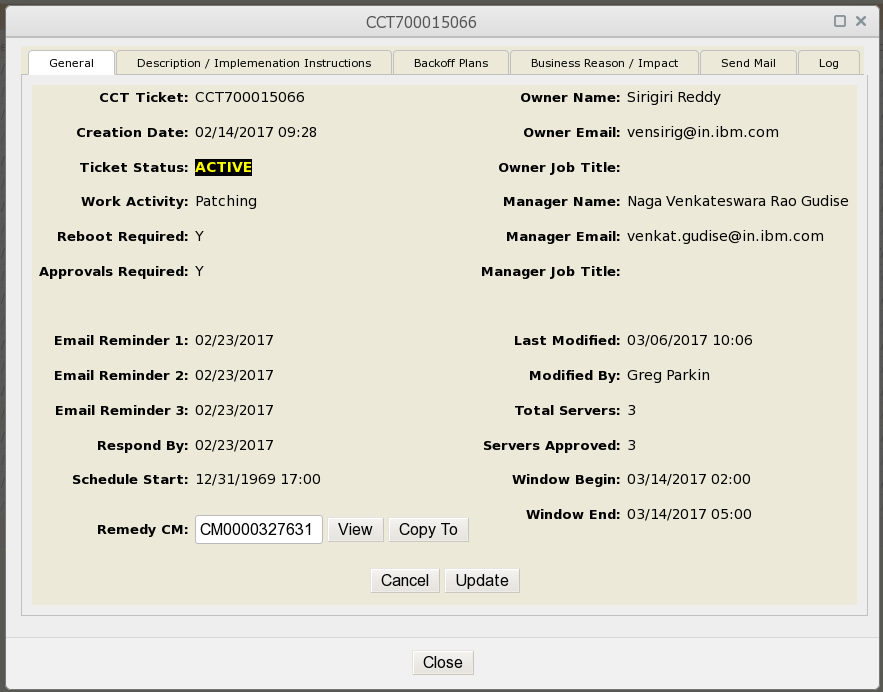 CCT700015066
General Description / Implemenation Instructions Backoff Plans Business Reason / Impact Send Mail Log
CCT Ticket: CCT700015066 Owner Name: Sirigiri Reddy
Creation Date: 02/14/2017 09:28 Owner Email: vensirig@in.ibm.com
Ticket Status: ACTIVE Owner Job Title:
Work Activity: Patching Manager Name: Naga Venkateswara Rao Gudise
Reboot Required: Y Manager Email: venkat.gudise@in.ibm.com
Approvals Required: Y Manager Job Title:
Email Reminder 1: 02/23/2017 Last Modified: 03/06/2017 10:06
Email Reminder 2: 02/23/2017 Modified By: Greg Parkin
Email Reminder 3: 02/23/2017 Total Servers: 3
Respond By: 02/23/2017 Servers Approved: 3
Schedule Start: 12/31/1969 17:00 Window Begin: 03/14/2017 02:00
Window End: 03/14/2017 05:00
Remedy CM: CM0000327631 View Copy To
Cancel Update
Close